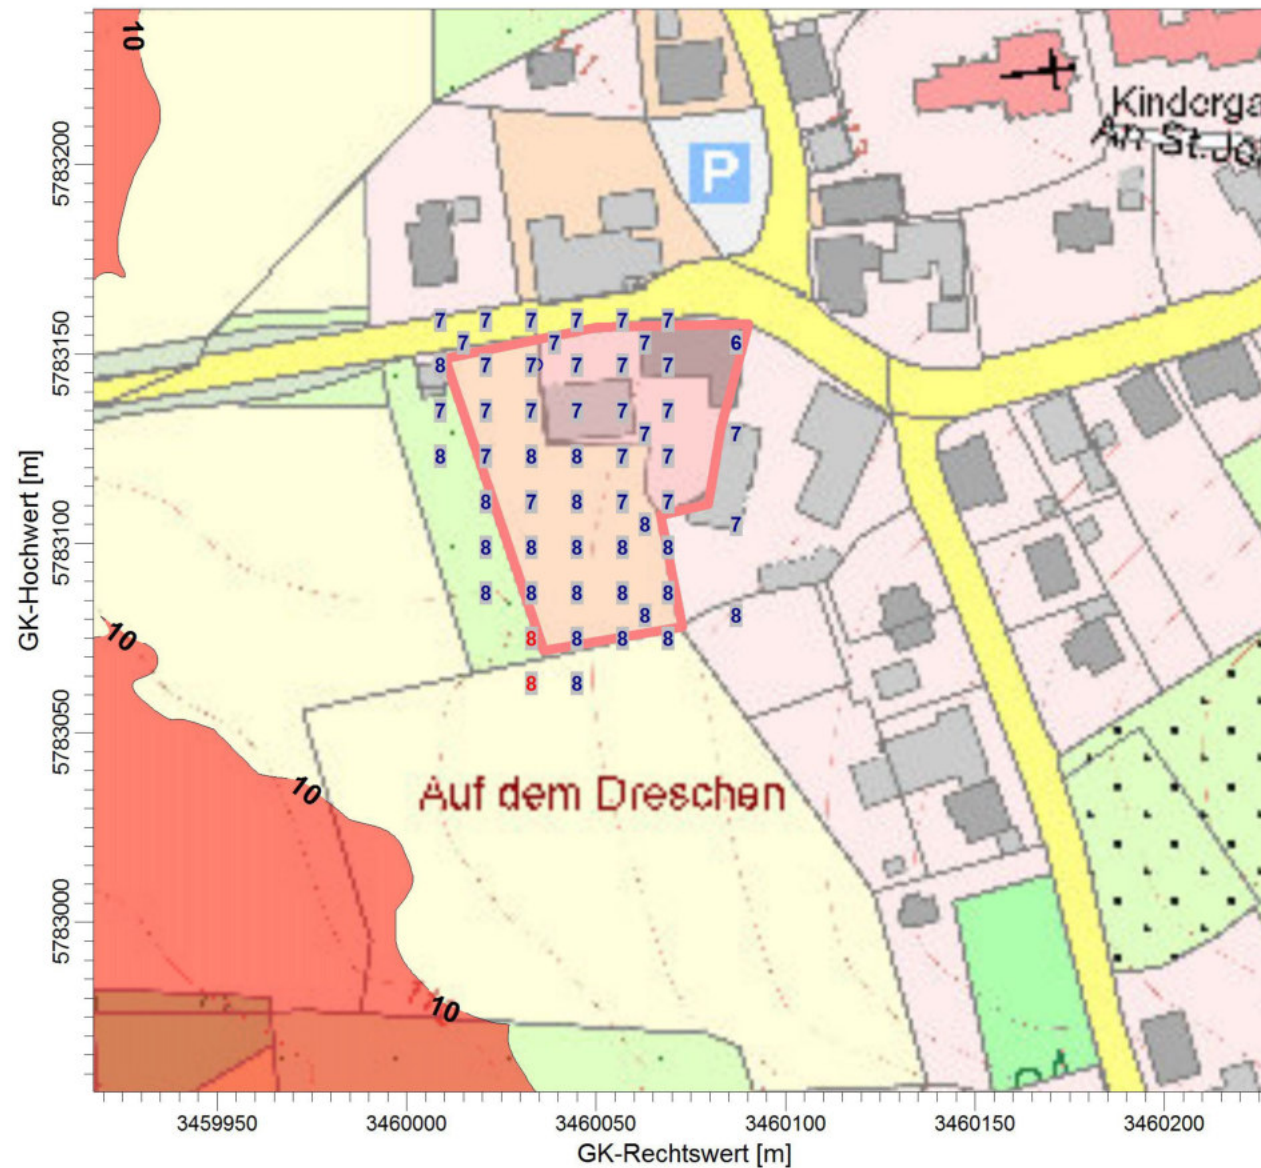 10
P
Kinderga
An St. Jo
5783200
7 7 7 7 7 7
5783150
7 7 7 6
8 7 7 7 7 7
7 7 7 7 7 7
7 7
8 7 8 8 7 7
8 7 8 7 7
8 7
5783100
8 8 8 8 8
8 8 8 8 8
8 8
10
8 8 8 8
8 8
5783050
10
Auf dem Dreschen
5783000
10
GK-Hochwert [m]
3459950 3460000 3460050 3460100 3460150 3460200
GK-Rechtswert [m]